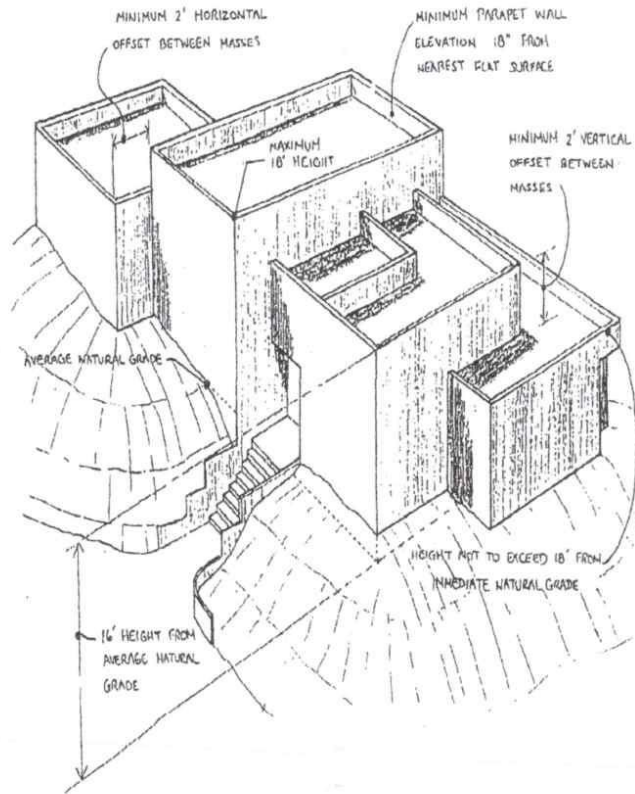 MINIMUM 2' HORIZONTAL
OFFSET BETWEEN MASSES
MINIMUM PARAPET WALL
ELEVATION 18" FROM
NEAREST FLAT SURFACE
MAXIMUM
18' HEIGHT
MINIMUM 2' VERTICAL
OFFSET BETWEEN
MASSES
AVERAGE NATURAL GRADE
HEIGHT NOT TO EXCEED 18' FROM
IMMEDIATE NATURAL GRADE
16' HEIGHT FROM
AVERAGE NATURAL
GRADE